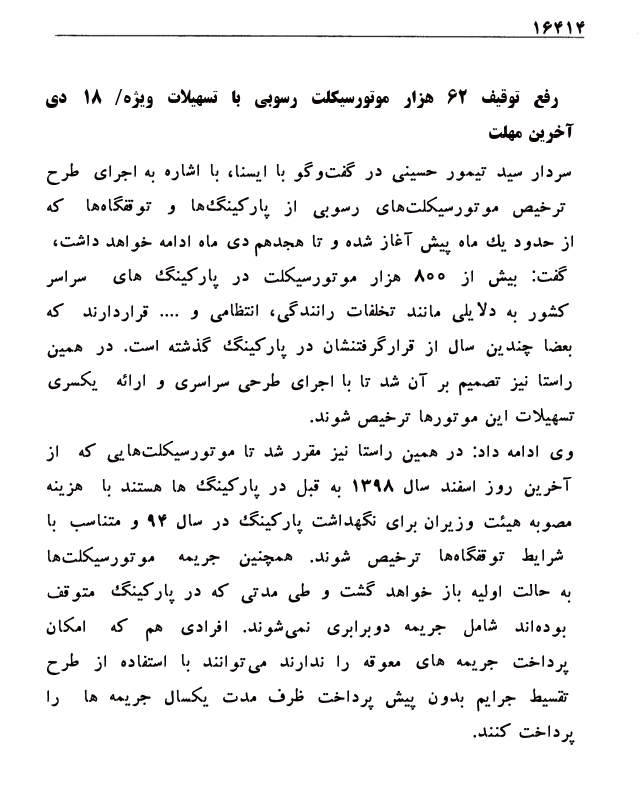 ۱۶۴۱۴
رفع توقیف ۶۲ هزار موتورسیکلت رسوبی با تسهیلات ویژه/ ۱۸ دی
آخرین مهلت
سردار سید تیمور حسینی در گفت‌وگو با ایسنا، با اشاره به اجرای طرح
ترخیص موتورسیکلت‌های رسوبی از پارکینگ‌ها و توقفگاه‌ها که
از حدود یك ماه پیش آغاز شده و تا هجدهم دی ماه ادامه خواهد داشت،
گفت: بیش از ۸۰۰ هزار موتورسیکلت در پارکینگ های سراسر
کشور به دلایلی مانند تخلفات رانندگی، انتظامی و .... قراردارند که
بعضا چندین سال از قرارگرفتنشان در پارکینگ گذشته است. در همین
راستا نیز تصمیم بر آن شد تا با اجرای طرحی سراسری و ارائه یکسری
تسهیلات این موتورها ترخیص شوند.
وی ادامه داد: در همین راستا نیز مقرر شد تا موتورسیکلت‌هایی که از
آخرین روز اسفند سال ۱۳۹۸ به قبل در پارکینگ ها هستند با هزینه
مصوبه هیئت وزیران برای نگهداشت پارکینگ در سال ۹۴ و متناسب با
شرایط توقفگاه‌ها ترخیص شوند. همچنین جریمه موتورسیکلت‌ها
به حالت اولیه باز خواهد گشت و طی مدتی که در پارکینگ متوقف
بوده‌اند شامل جریمه دوبرابری نمی‌شوند. افرادی هم که امکان
پرداخت جریمه های معوقه را ندارند می‌توانند با استفاده از طرح
تقسیط جرایم بدون پیش پرداخت ظرف مدت یکسال جریمه ها را
پرداخت کنند.